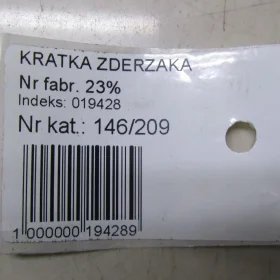 KRATKA ZDERZAKA
Nr fabr. 23%
Indeks: 019428
Nr kat.: 146/209
1 000000 194289